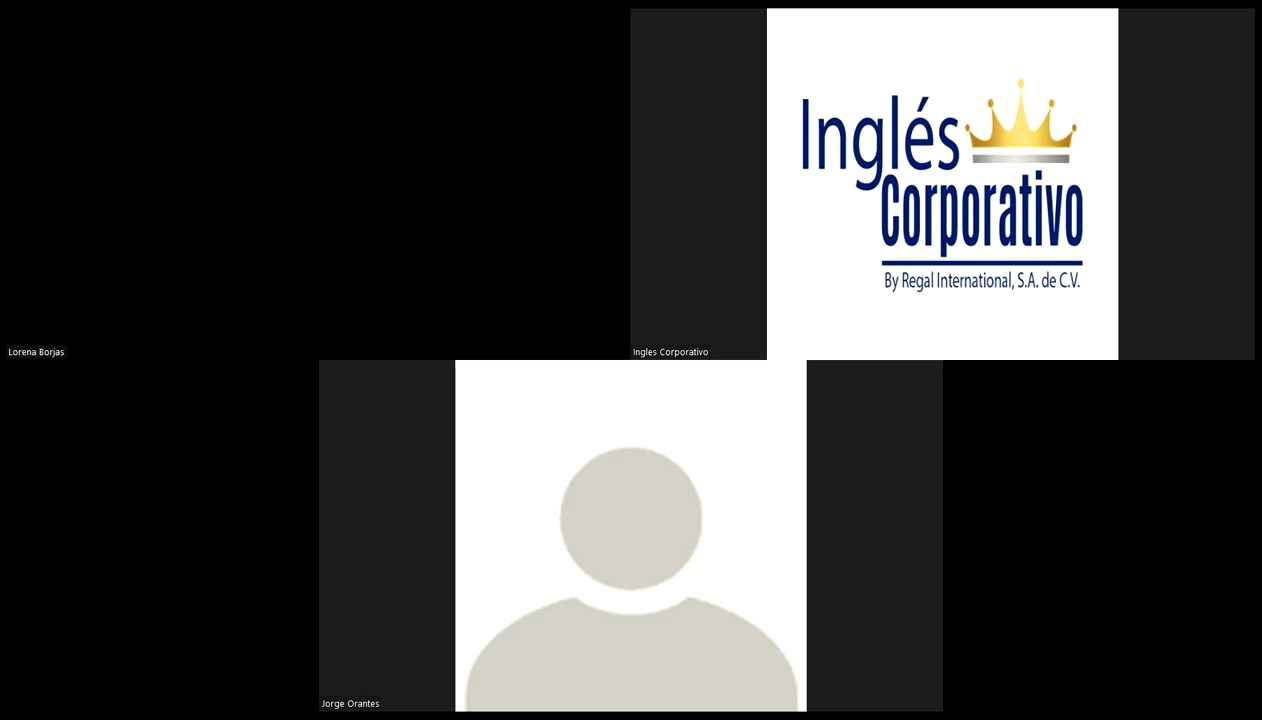 Inglés
Corporativo
By Regal International, S.A. de C.V.
Lorena Borjas
Ingles Corporativo
Jorge Orantes